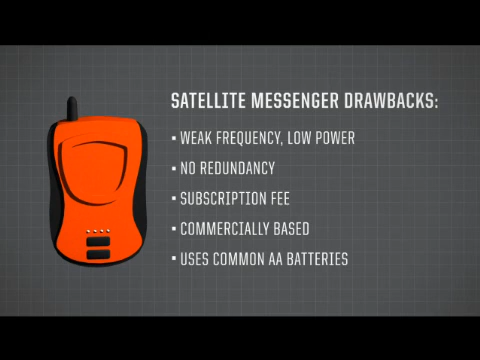 SATELLITE MESSENGER DRAWBACKS:
▪ WEAK FREQUENCY, LOW POWER
▪ NO REDUNDANCY
▪ SUBSCRIPTION FEE
▪ COMMERCIALLY BASED
▪ USES COMMON AA BATTERIES